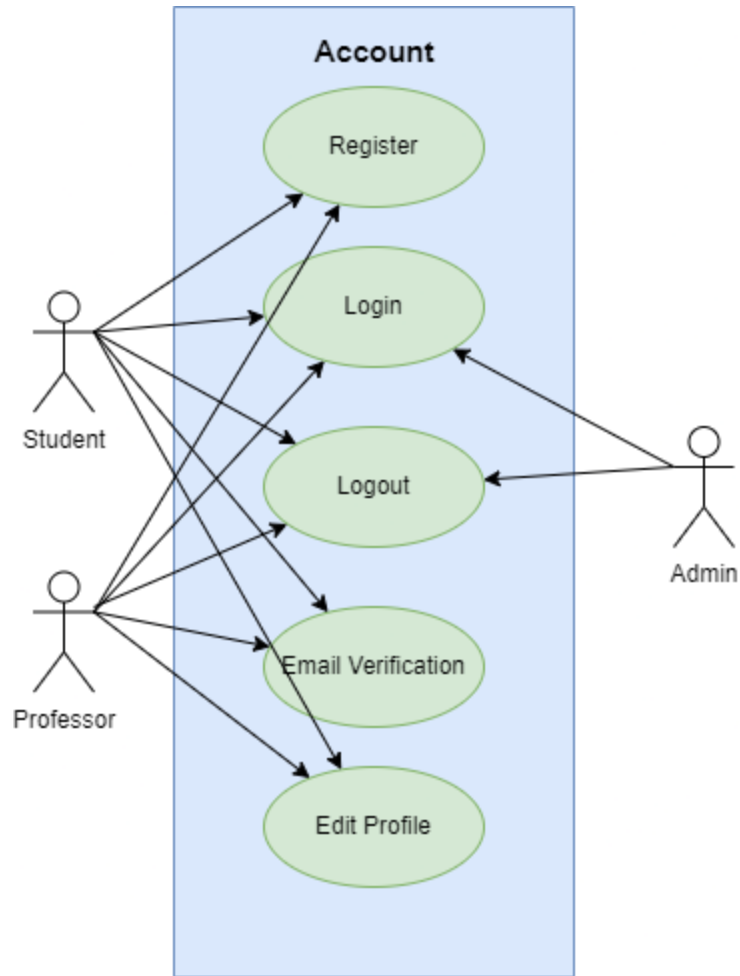 Account
Register
Login
Student
Logout
Admin
Email Verification
Professor
Edit Profile